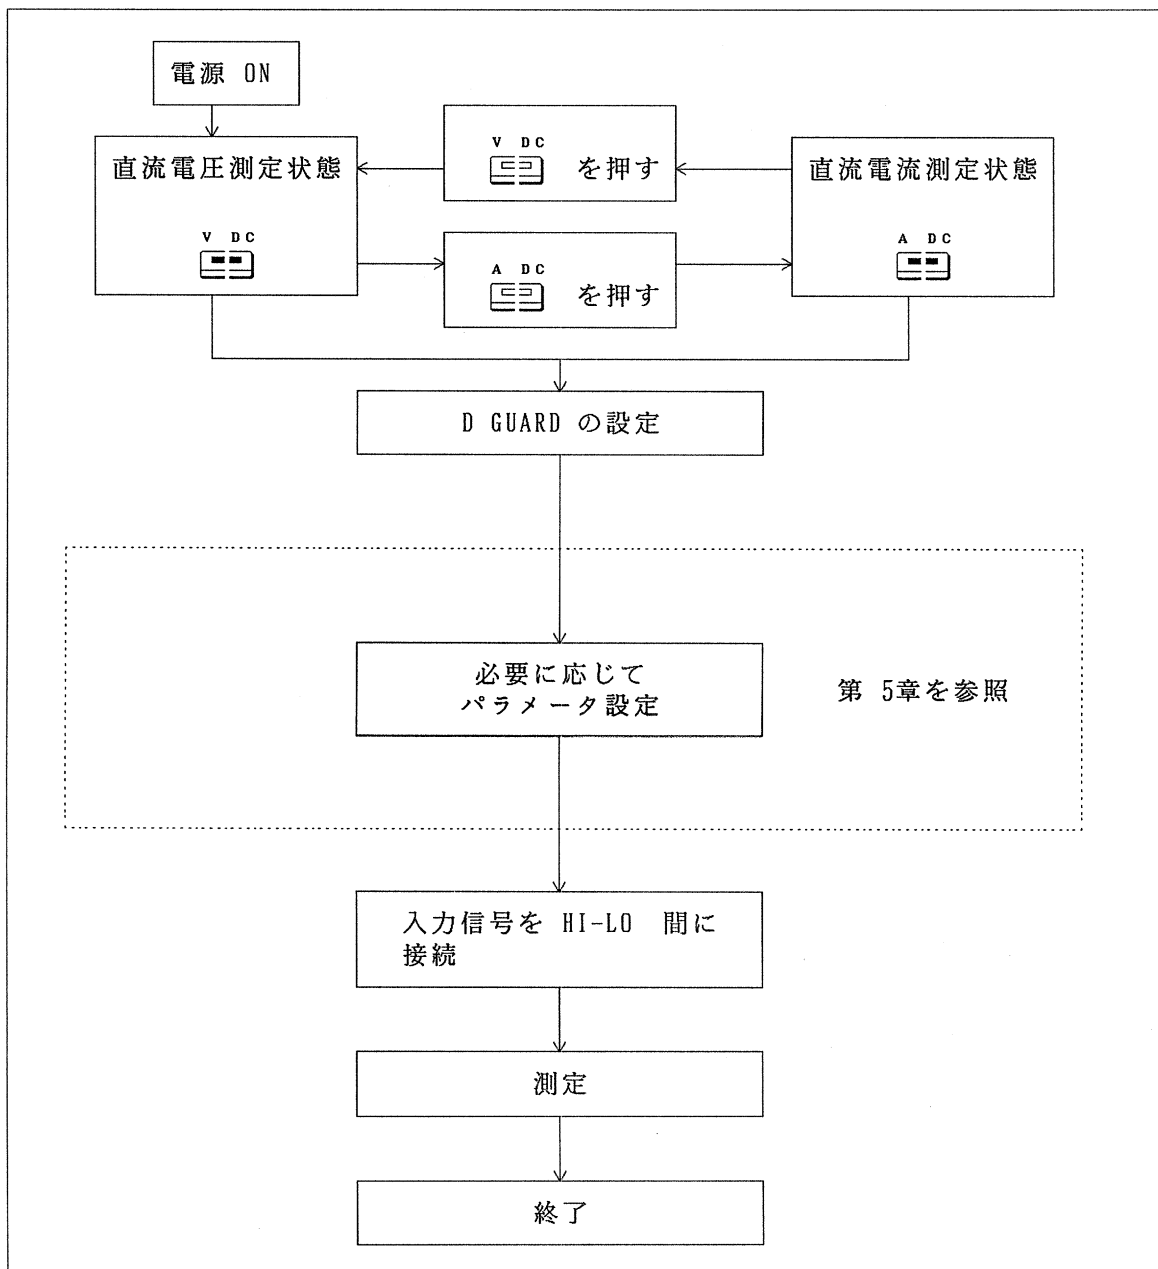 電源 ON
直流電圧測定状態
V DC
V DC
を押す
直流電流測定状態
A DC
A DC
を押す
D GUARD の設定
必要に応じて
パラメータ設定
第 5章を参照
入力信号を HI-LO 間に
接続
測定
終了